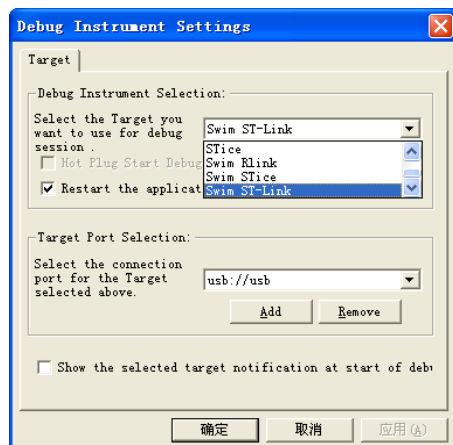 Debug Instrument Settings
Target
Debug Instrument Selection:
Select the Target you
want to use for debug
session .
Swim ST-Link
STice
Swim Rlink
Swim STice
Swim ST-Link
Hot Plug Start Debug
Restart the applicat
Target Port Selection:
Select the connection
port for the Target
selected above.
usb://usb
Add
Remove
Show the selected target notification at start of debu
确定
取消
应用(A)